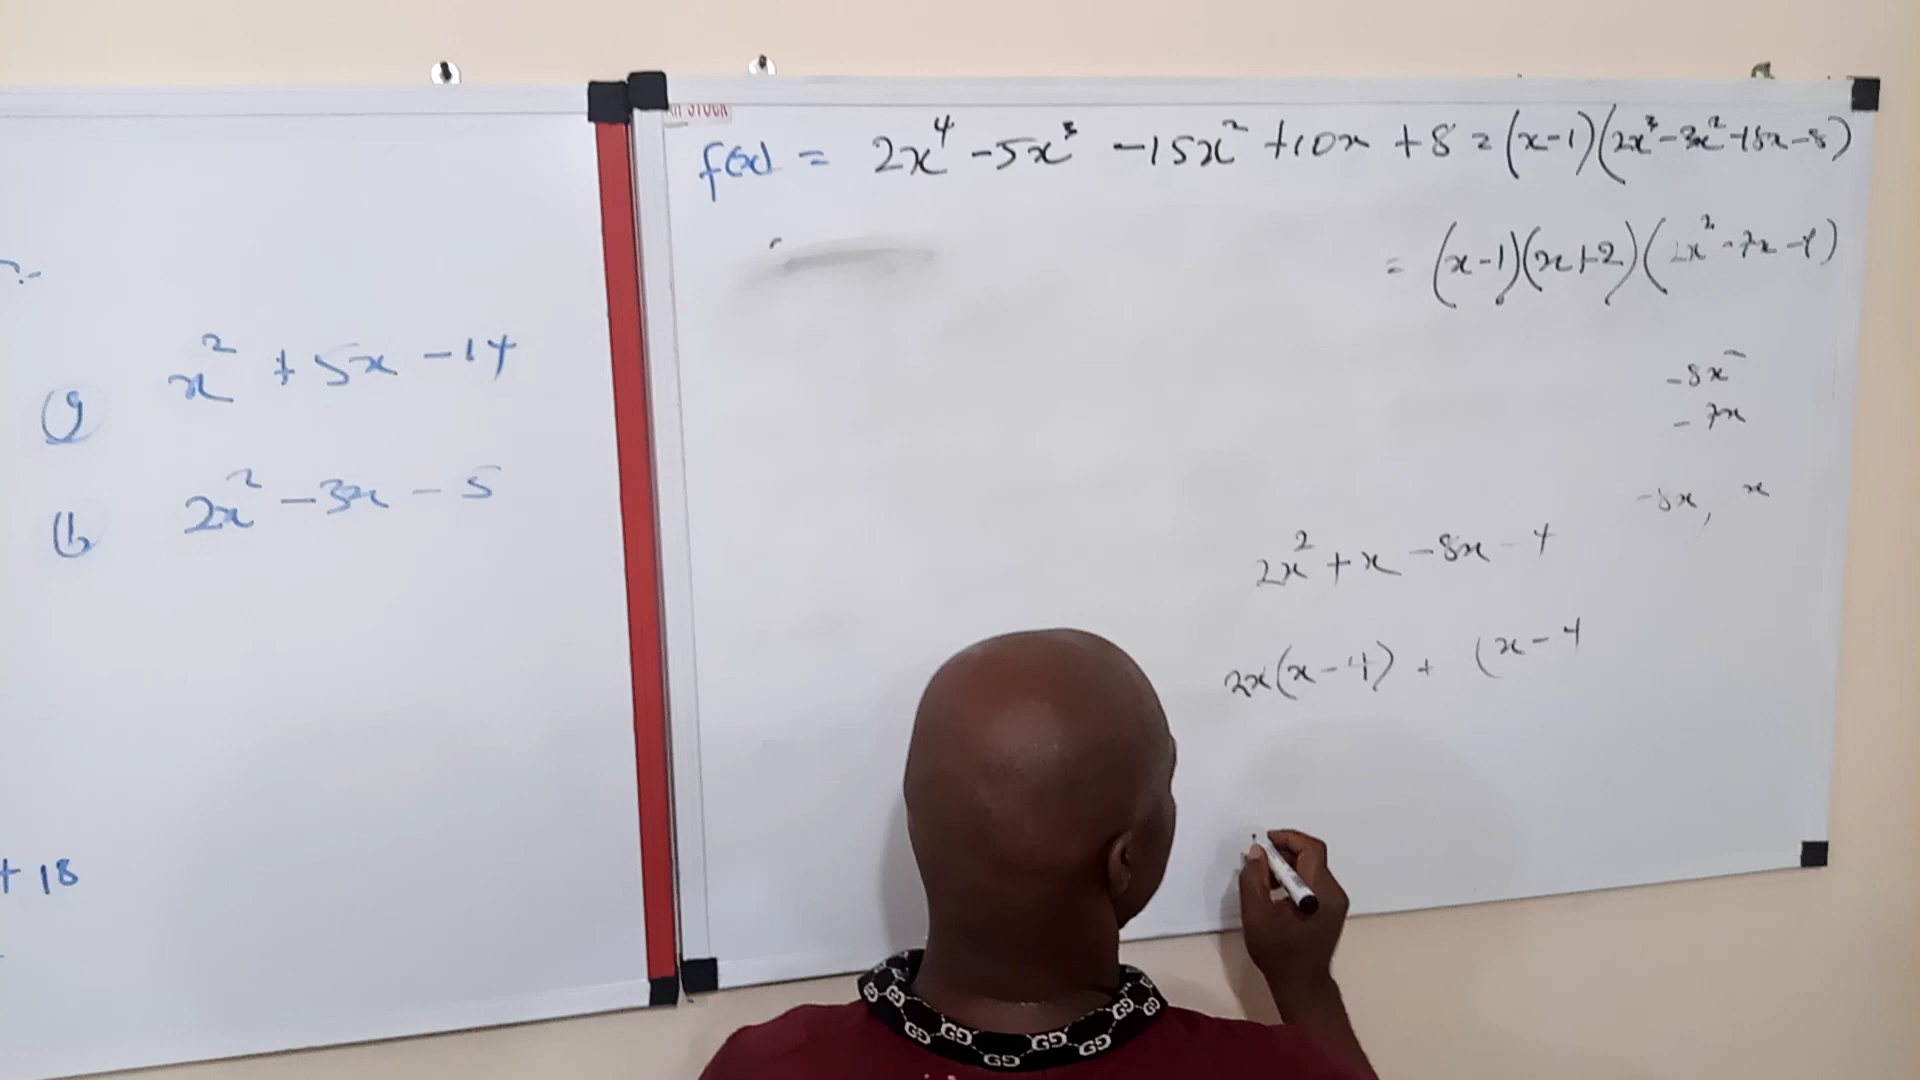 ?-
(9) x² + 5x - 14
(b) 2x² - 3x - 5
+ 18
f(x) = 2x⁴ - 5x³ - 15x² + 10x + 8 = (x-1)(2x³ - 3x² - 18x - 8)
= (x-1)(x+2)(2x² - 7x - 4)
-8x²
- 7x
-8x, x
2x² + x - 8x - 4
2x(x - 4) + (x - 4